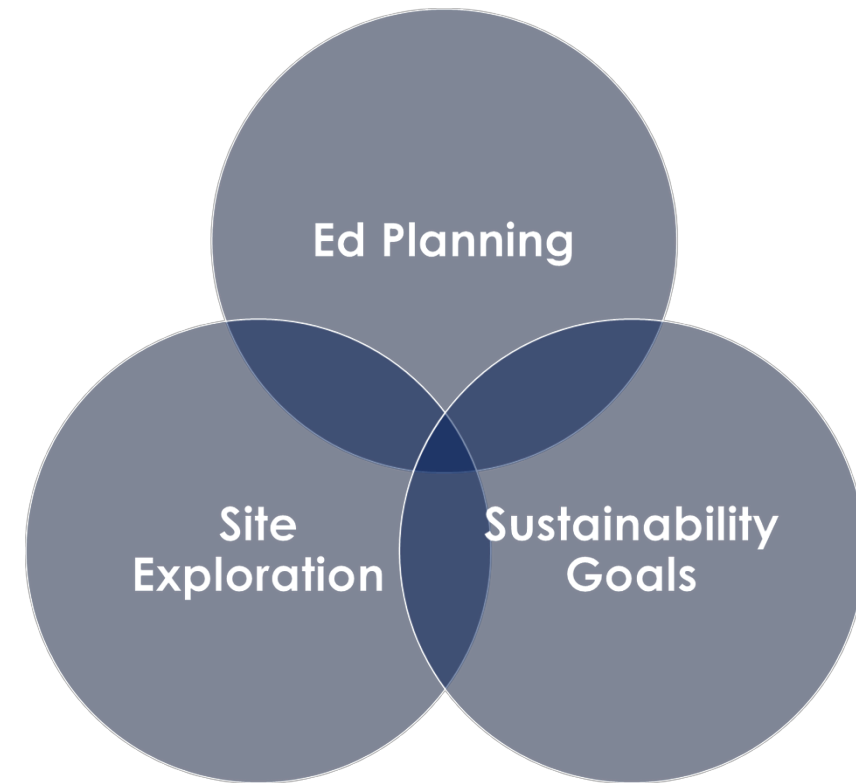 Ed Planning
Site
Exploration
Sustainability
Goals